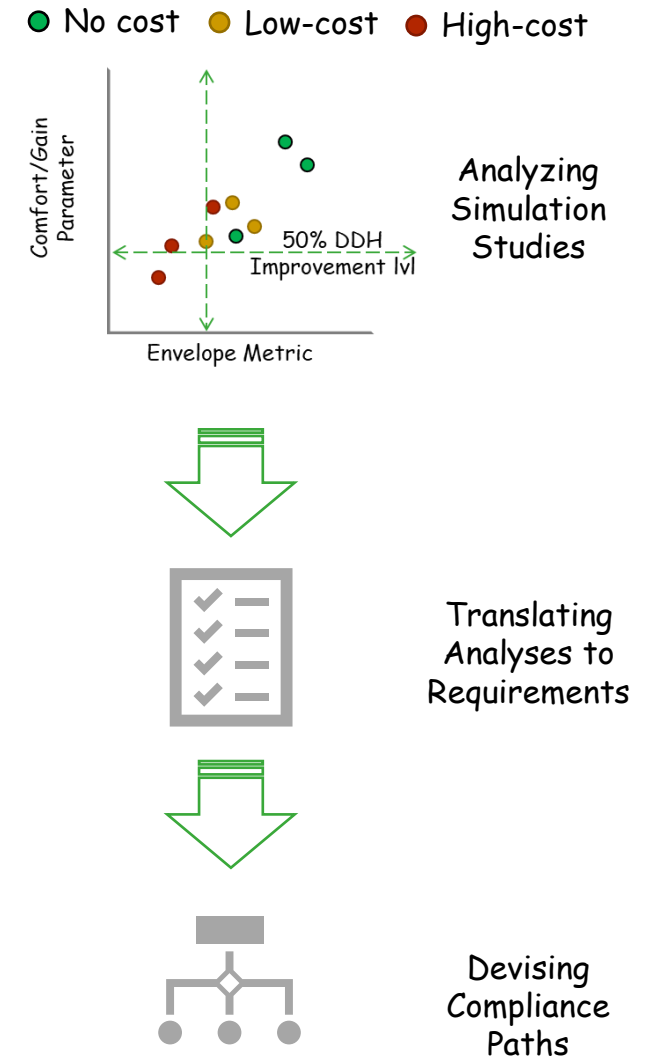 No cost Low-cost High-cost
Comfort/Gain
Parameter
50% DDH
Improvement lvl
Envelope Metric
Analyzing
Simulation
Studies
Translating
Analyses to
Requirements
Devising
Compliance
Paths